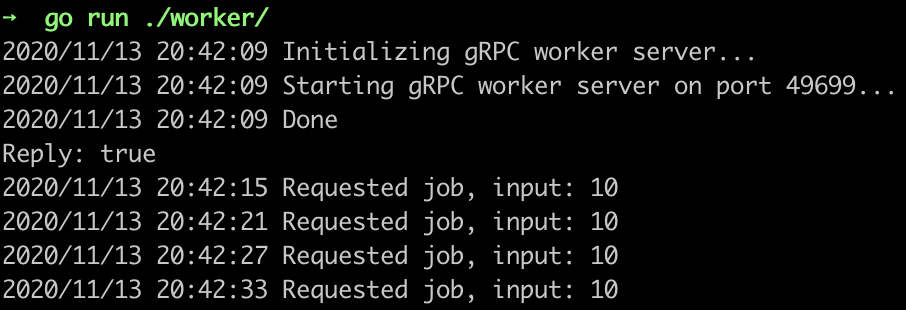 → go run ./worker/
2020/11/13 20:42:09 Initializing gRPC worker server...
2020/11/13 20:42:09 Starting gRPC worker server on port 49699...
2020/11/13 20:42:09 Done
Reply: true
2020/11/13 20:42:15 Requested job, input: 10
2020/11/13 20:42:21 Requested job, input: 10
2020/11/13 20:42:27 Requested job, input: 10
2020/11/13 20:42:33 Requested job, input: 10